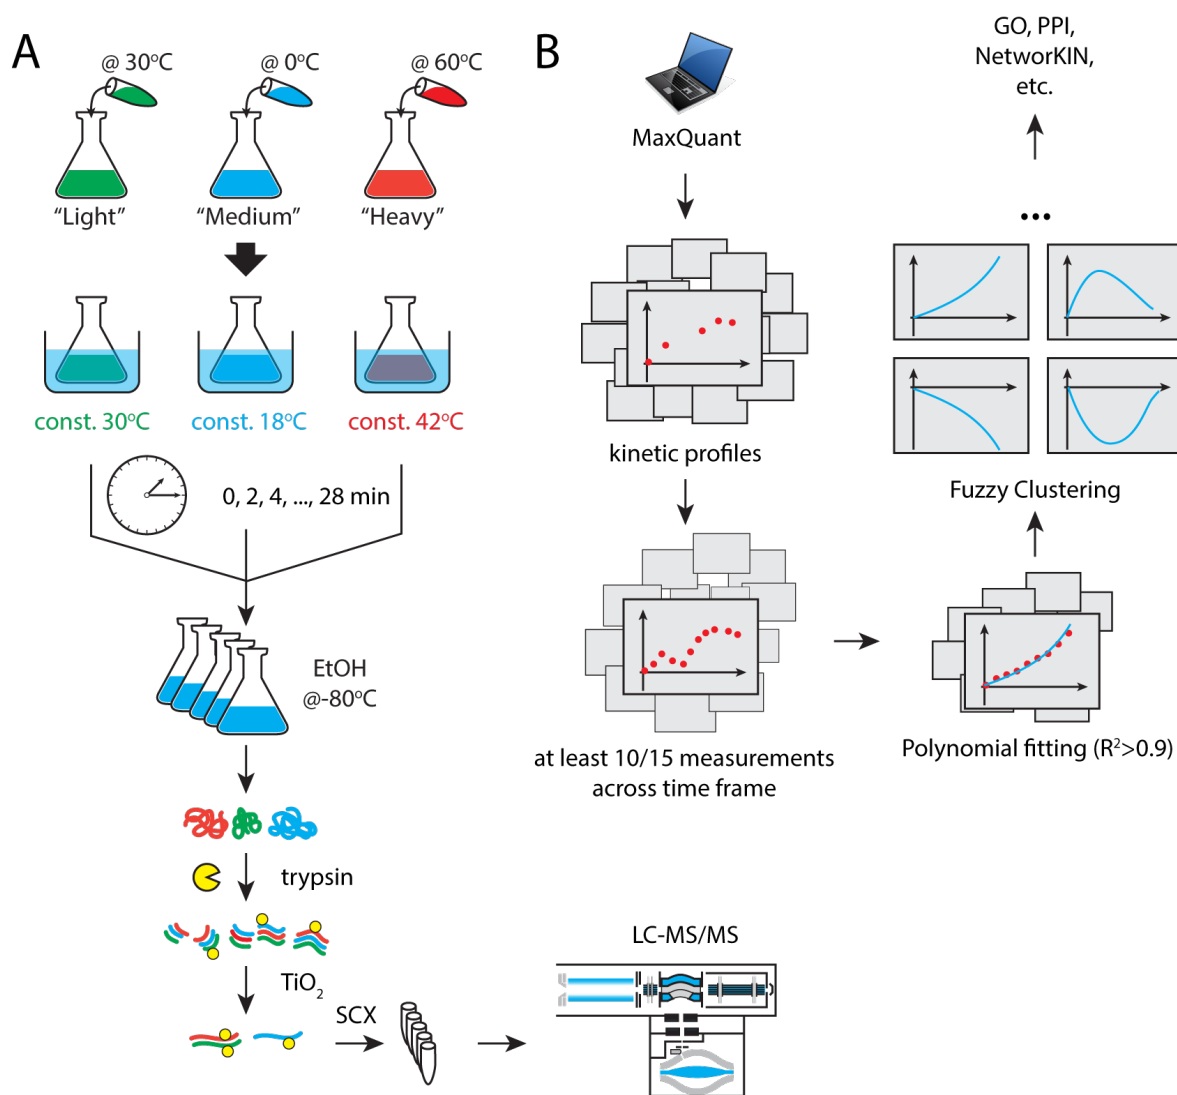 A
@ 30°C
@ 0°C
@ 60°C
"Light"
"Medium"
"Heavy"
const. 30°C
const. 18°C
const. 42°C
0, 2, 4, ..., 28 min
EtOH
@-80°C
trypsin
TiO₂
SCX
LC-MS/MS
B
MaxQuant
kinetic profiles
at least 10/15 measurements
across time frame
Polynomial fitting (R²>0.9)
Fuzzy Clustering
...
GO, PPI,
NetworKIN,
etc.